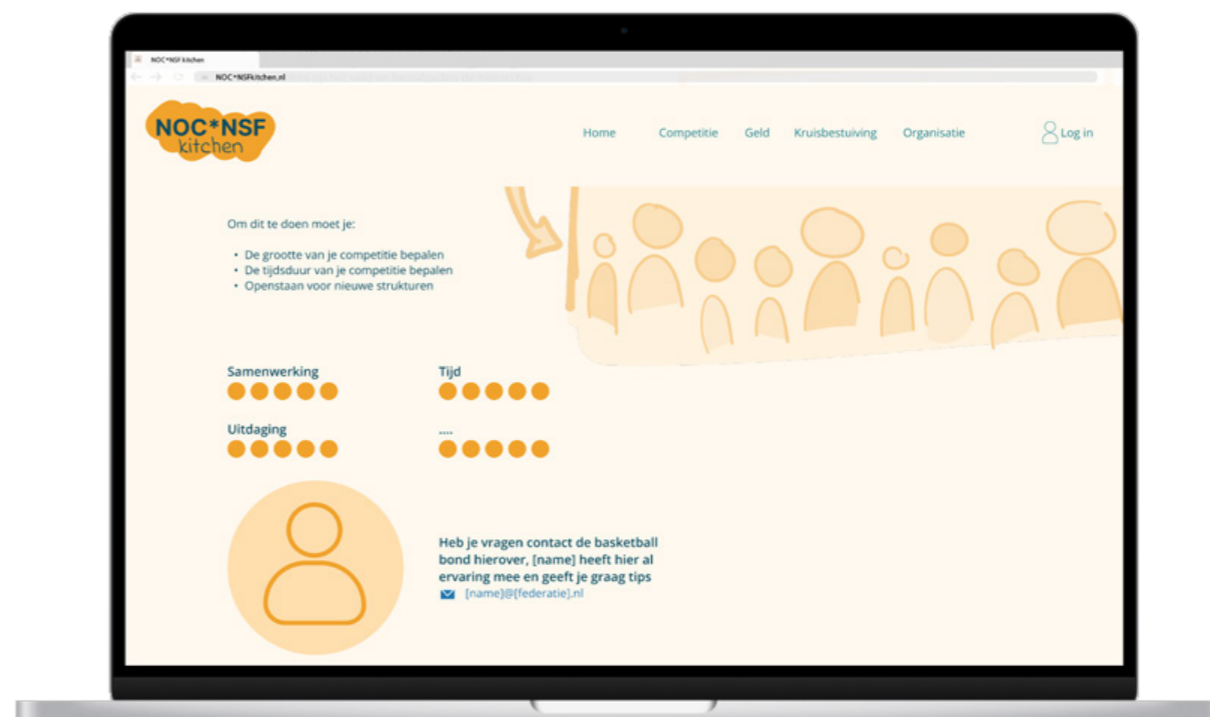 NOC*NSF kitchen
NOC*NSFkitchen.nl
NOC*NSF
kitchen
Home Competitie Geld Kruisbestuiving Organisatie Log in
Om dit te doen moet je:
• De grootte van je competitie bepalen
• De tijdsduur van je competitie bepalen
• Openstaan voor nieuwe strukturen
Samenwerking Tijd
Uitdaging ....
Heb je vragen contact de basketball
bond hierover, [name] heeft hier al
ervaring mee en geeft je graag tips
[name]@[federatie].nl